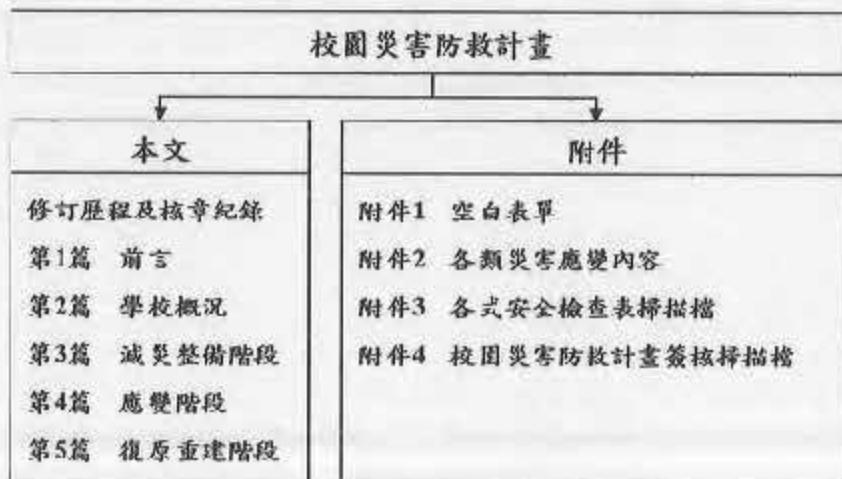 校園災害防救計畫
本文
修訂歷程及核章紀錄
第1篇 前言
第2篇 學校概況
第3篇 減災整備階段
第4篇 應變階段
第5篇 復原重建階段
附件
附件1 空白表單
附件2 各類災害應變內容
附件3 各式安全檢查表掃描檔
附件4 校園災害防救計畫簽核掃描檔